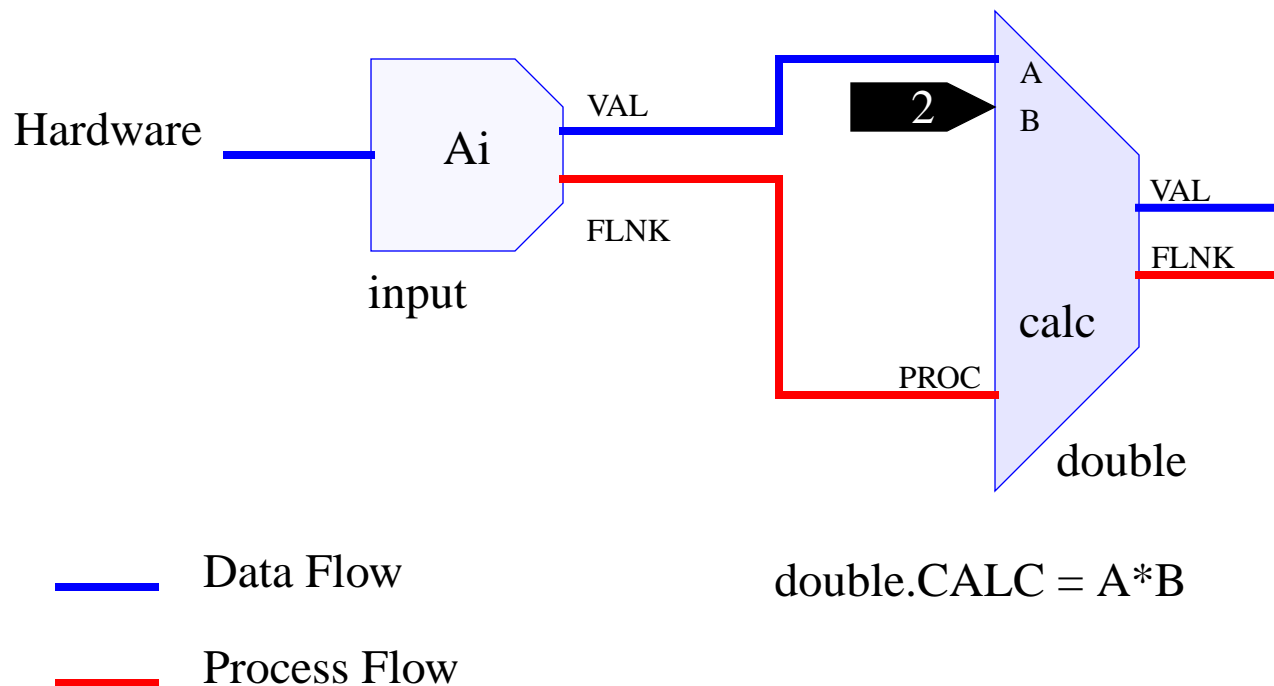 Hardware
Ai
VAL
FLNK
input
2
A
B
PROC
calc
VAL
FLNK
double
Data Flow
double.CALC = A*B
Process Flow